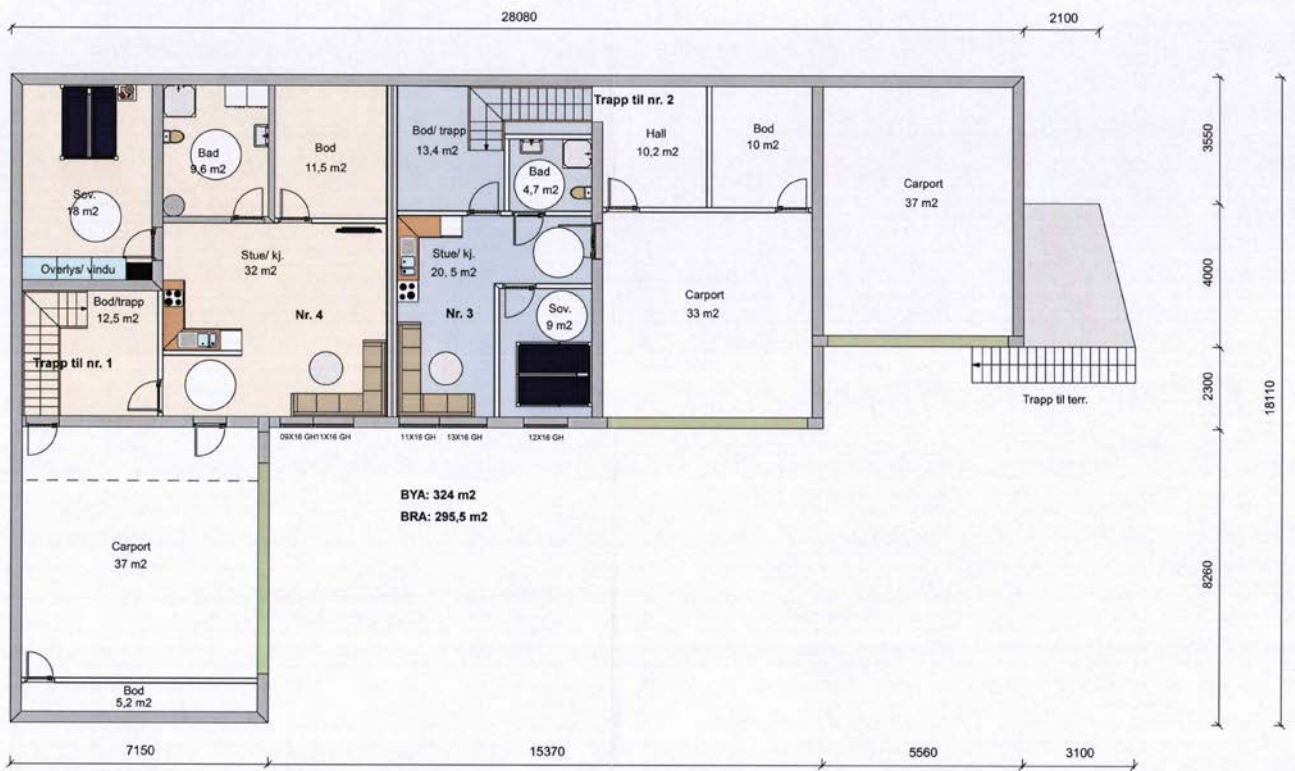 28080
2100
Trapp til nr. 2
Bod/ trapp
13,4 m2
Hall
10,2 m2
Bod
10 m2
Bad
9,6 m2
Bod
11,5 m2
Bad
4,7 m2
Carport
37 m2
3550
Sov.
18 m2
Stue/ kj.
32 m2
Stue/ kj.
20, 5 m2
Overlys/ vindu
Bod/trapp
12,5 m2
Nr. 4
Nr. 3
Sov.
9 m2
Carport
33 m2
4000
Trapp til nr. 1
2300
18110
Trapp til terr.
09X16 GH
11X16 GH
11X16 GH
13X16 GH
12X16 GH
BYA: 324 m2
BRA: 295,5 m2
Carport
37 m2
8260
Bod
5,2 m2
7150
15370
5560
3100